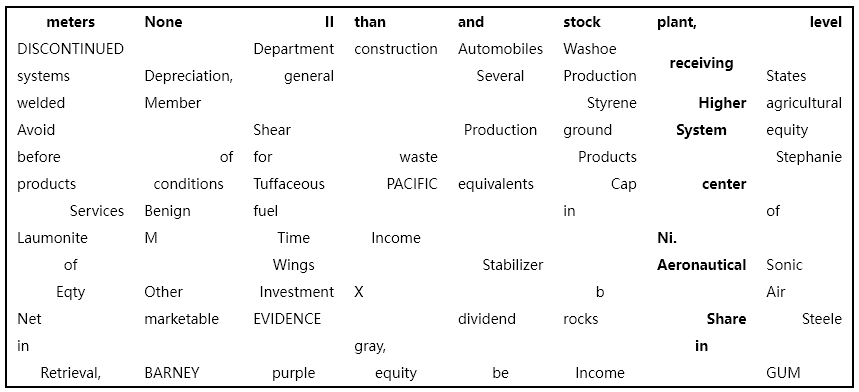 meters None II than and stock plant, level
DISCONTINUED Department construction Automobiles Washoe
receiving
systems Depreciation, general Several Production States
welded Member Styrene Higher agricultural
Avoid Shear Production ground System equity
before of for waste Products Stephanie
products conditions Tuffaceous PACIFIC equivalents Cap center
Services Benign fuel in of
Laumonite M Time Income Ni.
of Wings Stabilizer Aeronautical Sonic
Eqty Other Investment X b Air
Net marketable EVIDENCE dividend rocks Share Steele
in gray, in
Retrieval, BARNEY purple equity be Income GUM